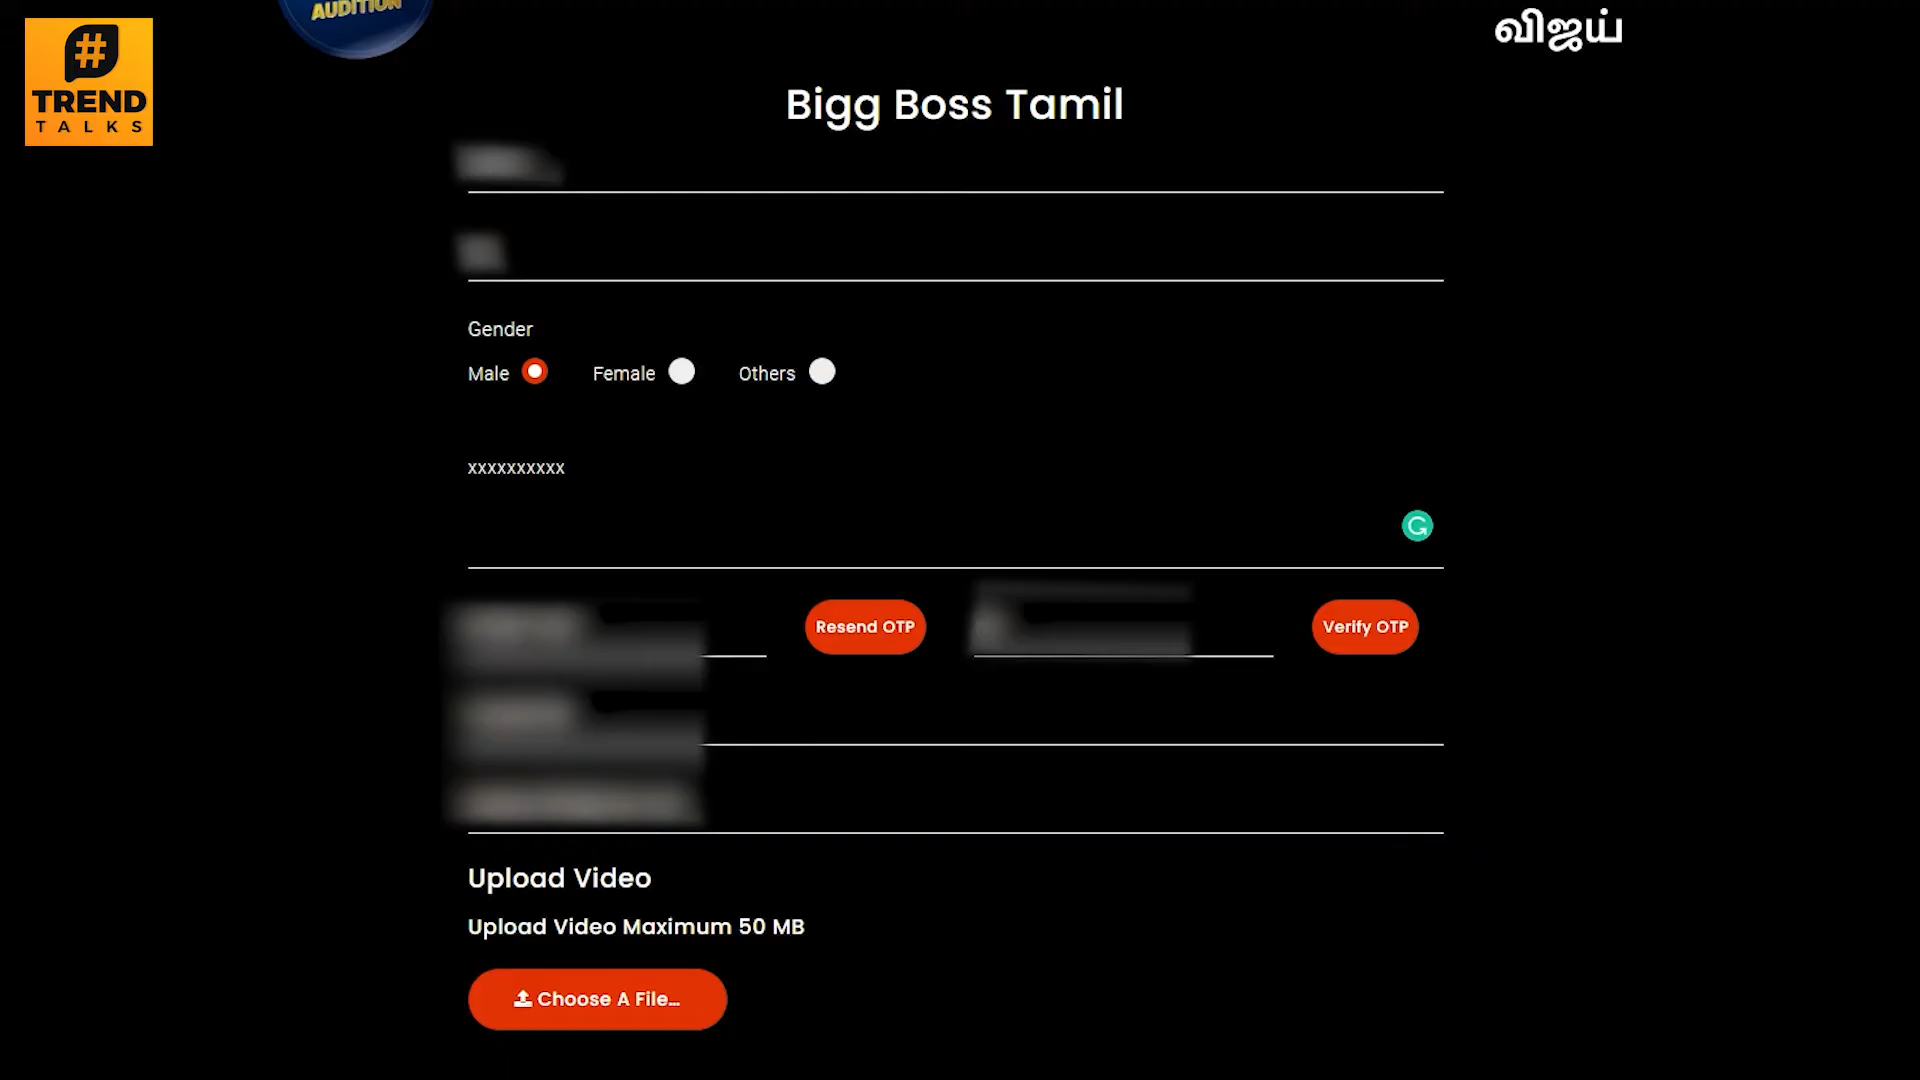 AUDITION
விஜய்
#
TREND
TALKS
Bigg Boss Tamil
Gender
Male Female Others
xxxxxxxxxx
Resend OTP Verify OTP
Upload Video
Upload Video Maximum 50 MB
Choose A File...